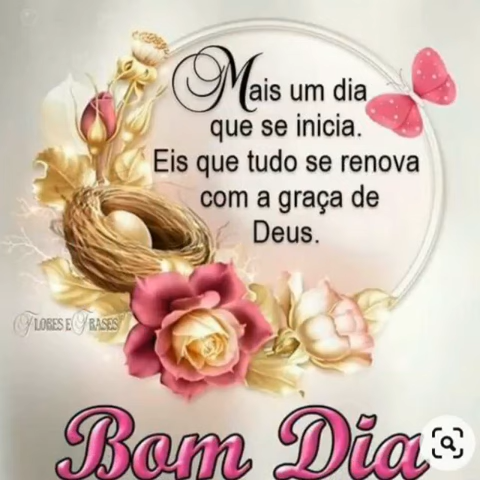 Mais um dia
que se inicia.
Eis que tudo se renova
com a graça de
Deus.
FLORES E FRASES
Bom Dia